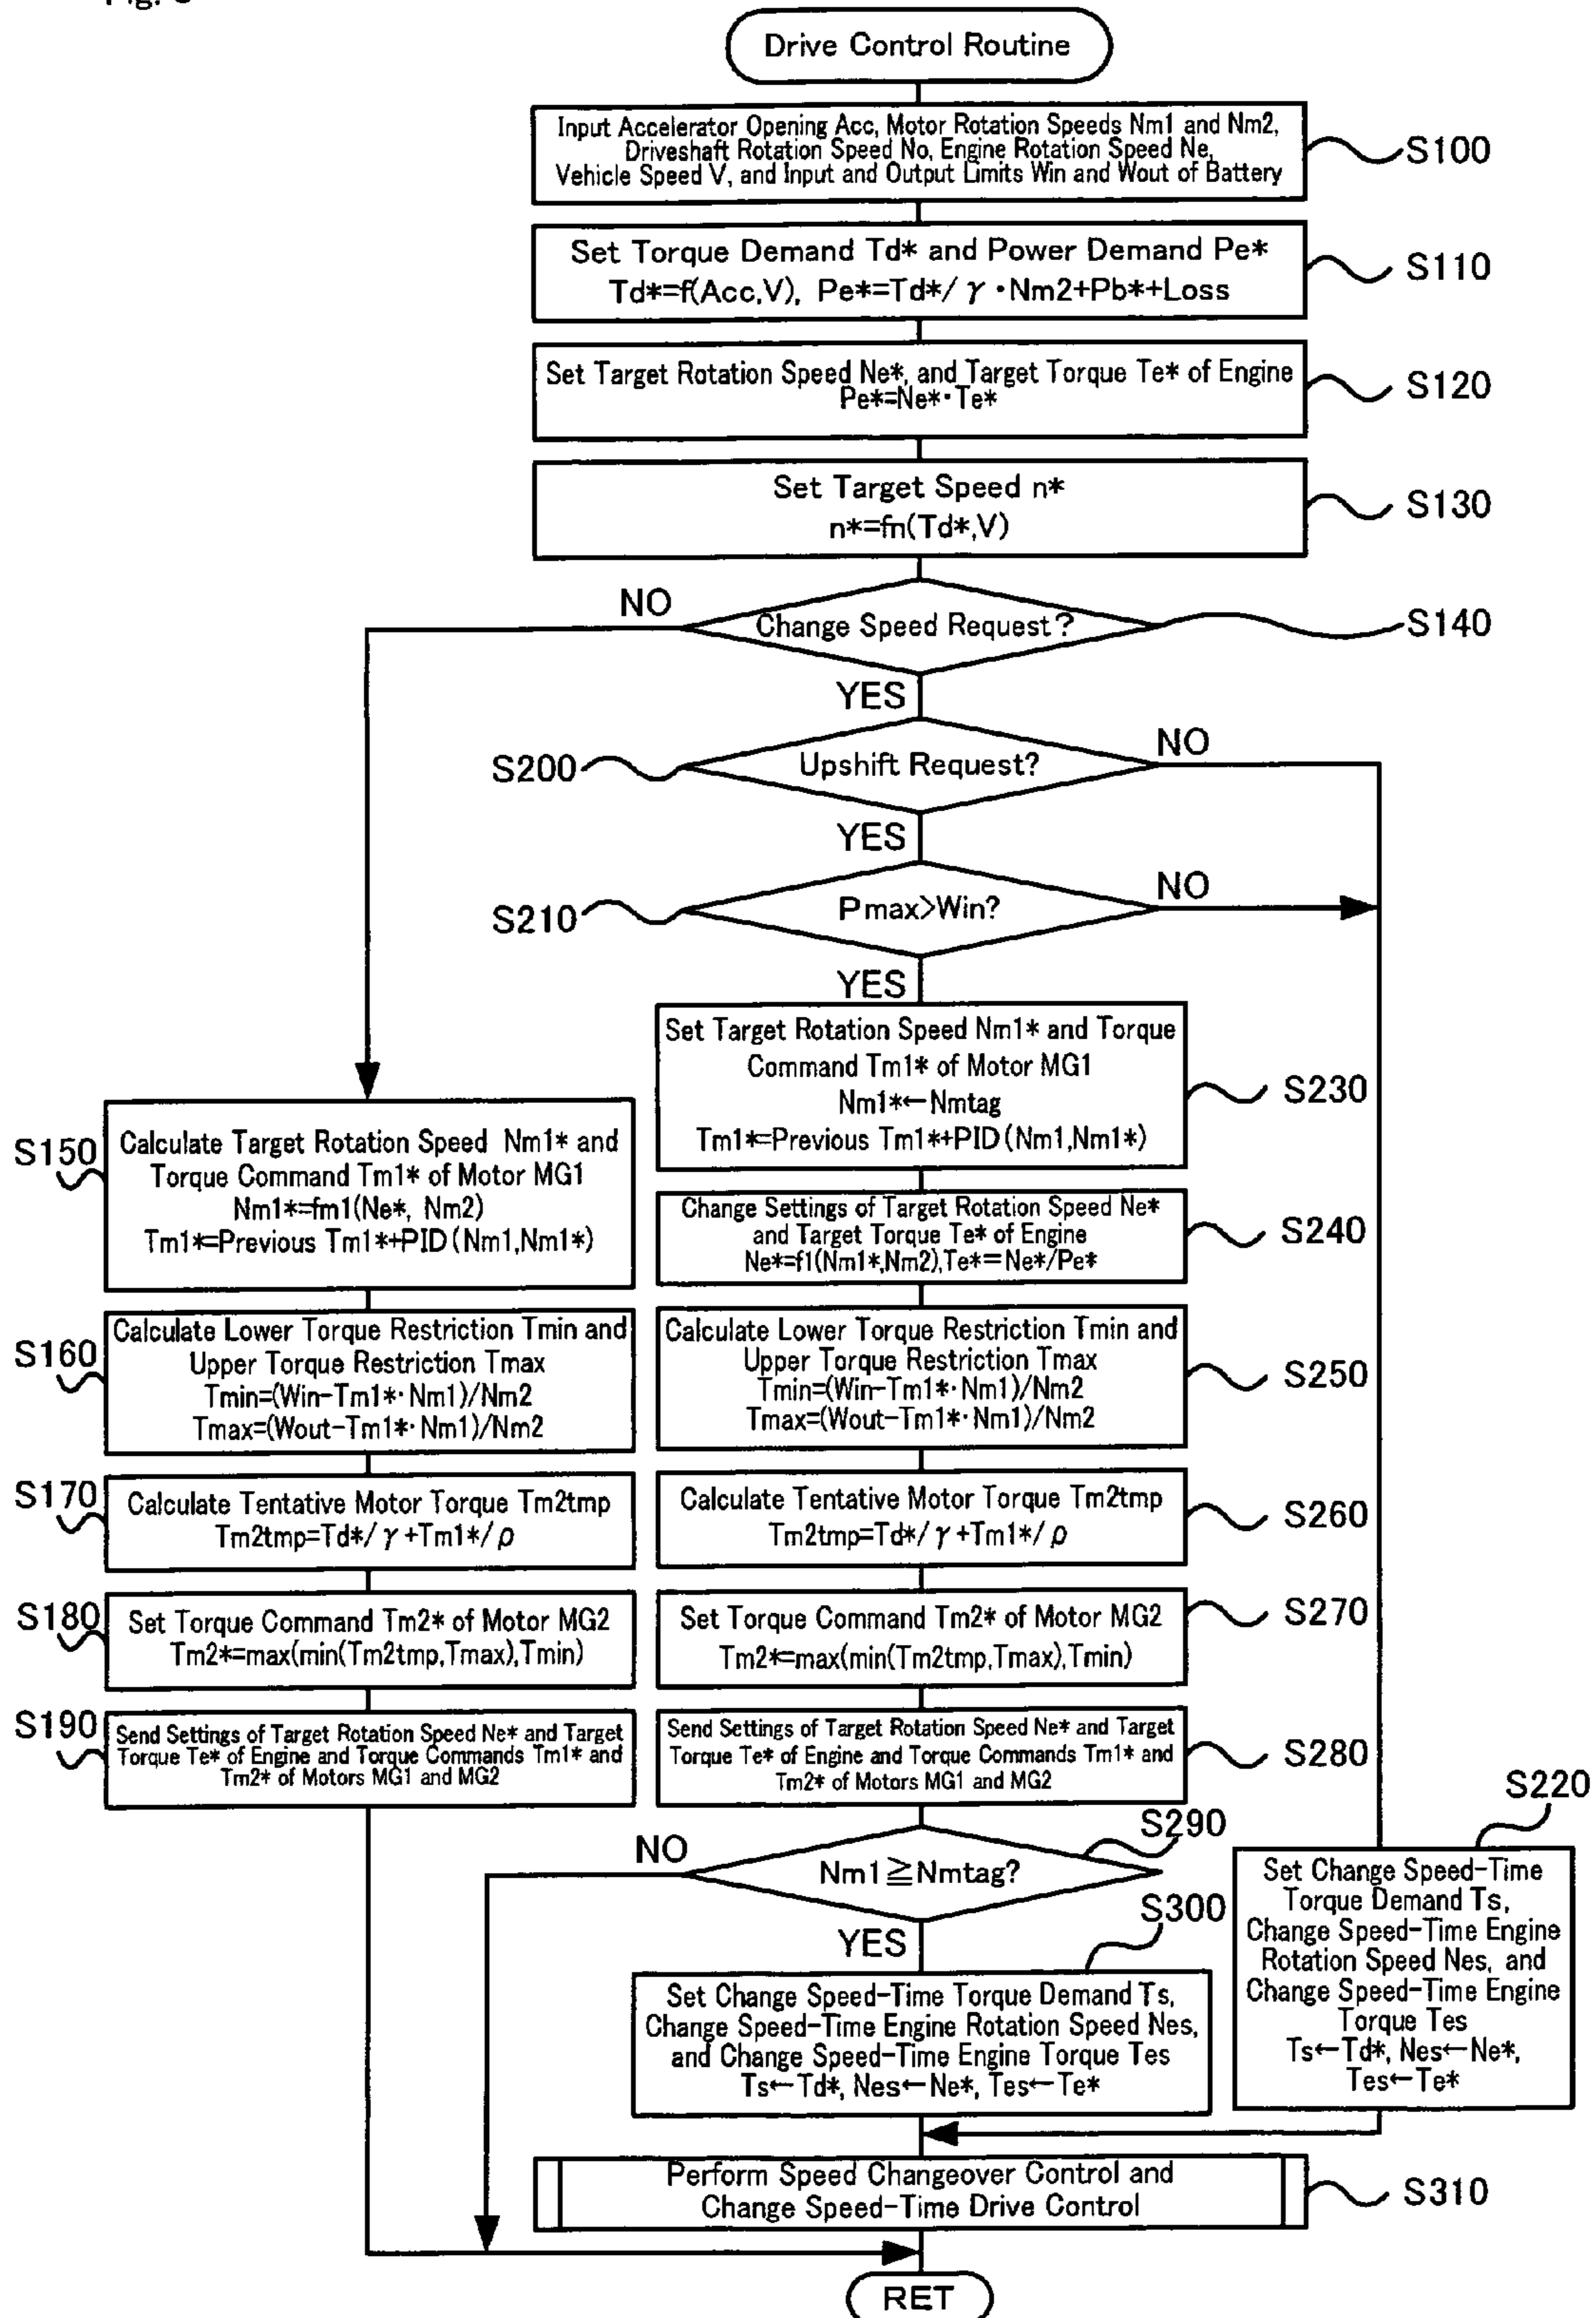 Drive Control Routine
Input Accelerator Opening Acc, Motor Rotation Speeds Nm1 and Nm2,
Driveshaft Rotation Speed No, Engine Rotation Speed Ne,
Vehicle Speed V, and Input and Output Limits Win and Wout of Battery
S100
Set Torque Demand Td* and Power Demand Pe*
Td*=f(Acc,V), Pe*=Td*/γ·Nm2+Pb*+Loss
S110
Set Target Rotation Speed Ne*, and Target Torque Te* of Engine
Pe*=Ne*·Te*
S120
Set Target Speed n*
n*=fn(Td*,V)
S130
NO
Change Speed Request?
S140
YES
S200
Upshift Request?
NO
YES
S210
Pmax>Win?
NO
YES
S150
Calculate Target Rotation Speed Nm1* and
Torque Command Tm1* of Motor MG1
Nm1*=fm1(Ne*, Nm2)
Tm1*=Previous Tm1*+PID(Nm1,Nm1*)
S160
Calculate Lower Torque Restriction Tmin and
Upper Torque Restriction Tmax
Tmin=(Win-Tm1*·Nm1)/Nm2
Tmax=(Wout-Tm1*·Nm1)/Nm2
S170
Calculate Tentative Motor Torque Tm2tmp
Tm2tmp=Td*/γ+Tm1*/ρ
S180
Set Torque Command Tm2* of Motor MG2
Tm2*=max(min(Tm2tmp,Tmax),Tmin)
S190
Send Settings of Target Rotation Speed Ne* and Target
Torque Te* of Engine and Torque Commands Tm1* and
Tm2* of Motors MG1 and MG2
Set Target Rotation Speed Nm1* and Torque
Command Tm1* of Motor MG1
Nm1*←Nmtag
Tm1*=Previous Tm1*+PID(Nm1,Nm1*)
S230
Change Settings of Target Rotation Speed Ne*
and Target Torque Te* of Engine
Ne*=f1(Nm1*,Nm2),Te*=Ne*/Pe*
S240
Calculate Lower Torque Restriction Tmin and
Upper Torque Restriction Tmax
Tmin=(Win-Tm1*·Nm1)/Nm2
Tmax=(Wout-Tm1*·Nm1)/Nm2
S250
Calculate Tentative Motor Torque Tm2tmp
Tm2tmp=Td*/γ+Tm1*/ρ
S260
Set Torque Command Tm2* of Motor MG2
Tm2*=max(min(Tm2tmp,Tmax),Tmin)
S270
Send Settings of Target Rotation Speed Ne* and Target
Torque Te* of Engine and Torque Commands Tm1* and
Tm2* of Motors MG1 and MG2
S280
NO
Nm1≧Nmtag?
S290
YES
S300
Set Change Speed-Time Torque Demand Ts,
Change Speed-Time Engine Rotation Speed Nes,
and Change Speed-Time Engine Torque Tes
Ts←Td*, Nes←Ne*, Tes←Te*
S220
Set Change Speed-Time
Torque Demand Ts,
Change Speed-Time Engine
Rotation Speed Nes, and
Change Speed-Time Engine
Torque Tes
Ts←Td*, Nes←Ne*,
Tes←Te*
Perform Speed Changeover Control and
Change Speed-Time Drive Control
S310
RET